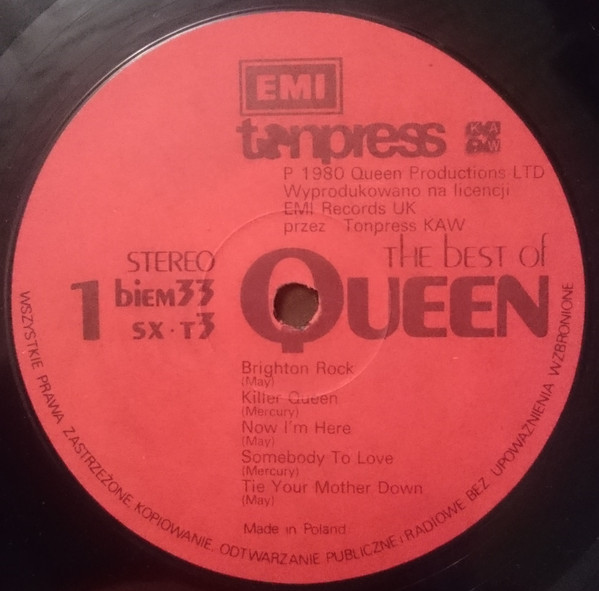 EMI
tonpress KAW
P 1980 Queen Productions LTD
Wyprodukowano na licencji
EMI Records UK
przez Tonpress KAW
STEREO
1 biem 33
SX·T3
the best of
QUEEN
Brighton Rock
(May)
Killer Queen
(Mercury)
Now I'm Here
(May)
Somebody To Love
(Mercury)
Tie Your Mother Down
(May)
Made in Poland
WSZYSTKIE PRAWA ZASTRZEŻONE KOPIOWANIE, ODTWARZANIE PUBLICZNE i RADIOWE BEZ UPOWAŻNIENIA WZBRONIONE